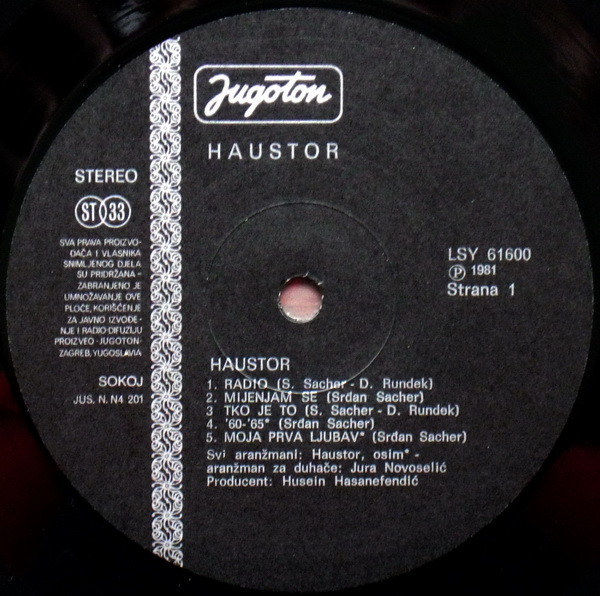 Jugoton
HAUSTOR
STEREO
ST 33
SVA PRAVA PROIZVO-
ĐAČA I VLASNIKA
SNIMLJENOG DJELA
SU PRIDRŽANA-
ZABRANJENO JE
UMNOŽAVANJE OVE
PLOČE, KORIŠĆENJE
ZA JAVNO IZVOĐE-
NJE I RADIO-DIFUZIJU
PROIZVEO-JUGOTON-
ZAGREB, YUGOSLAVIA
SOKOJ
JUS. N. N4 201
LSY 61600
Ⓟ 1981
Strana 1
HAUSTOR
1. RADIO (S. Sacher - D. Rundek)
2. MIJENJAM SE (Srđan Sacher)
3 TKO JE TO (S. Sacher - D. Rundek)
4. '60-'65* (Srđan Sacher)
5. MOJA PRVA LJUBAV* (Srđan Sacher)
Svi aranžmani: Haustor, osim* -
aranžman za duhače: Jura Novoselić
Producent: Husein Hasanefendić